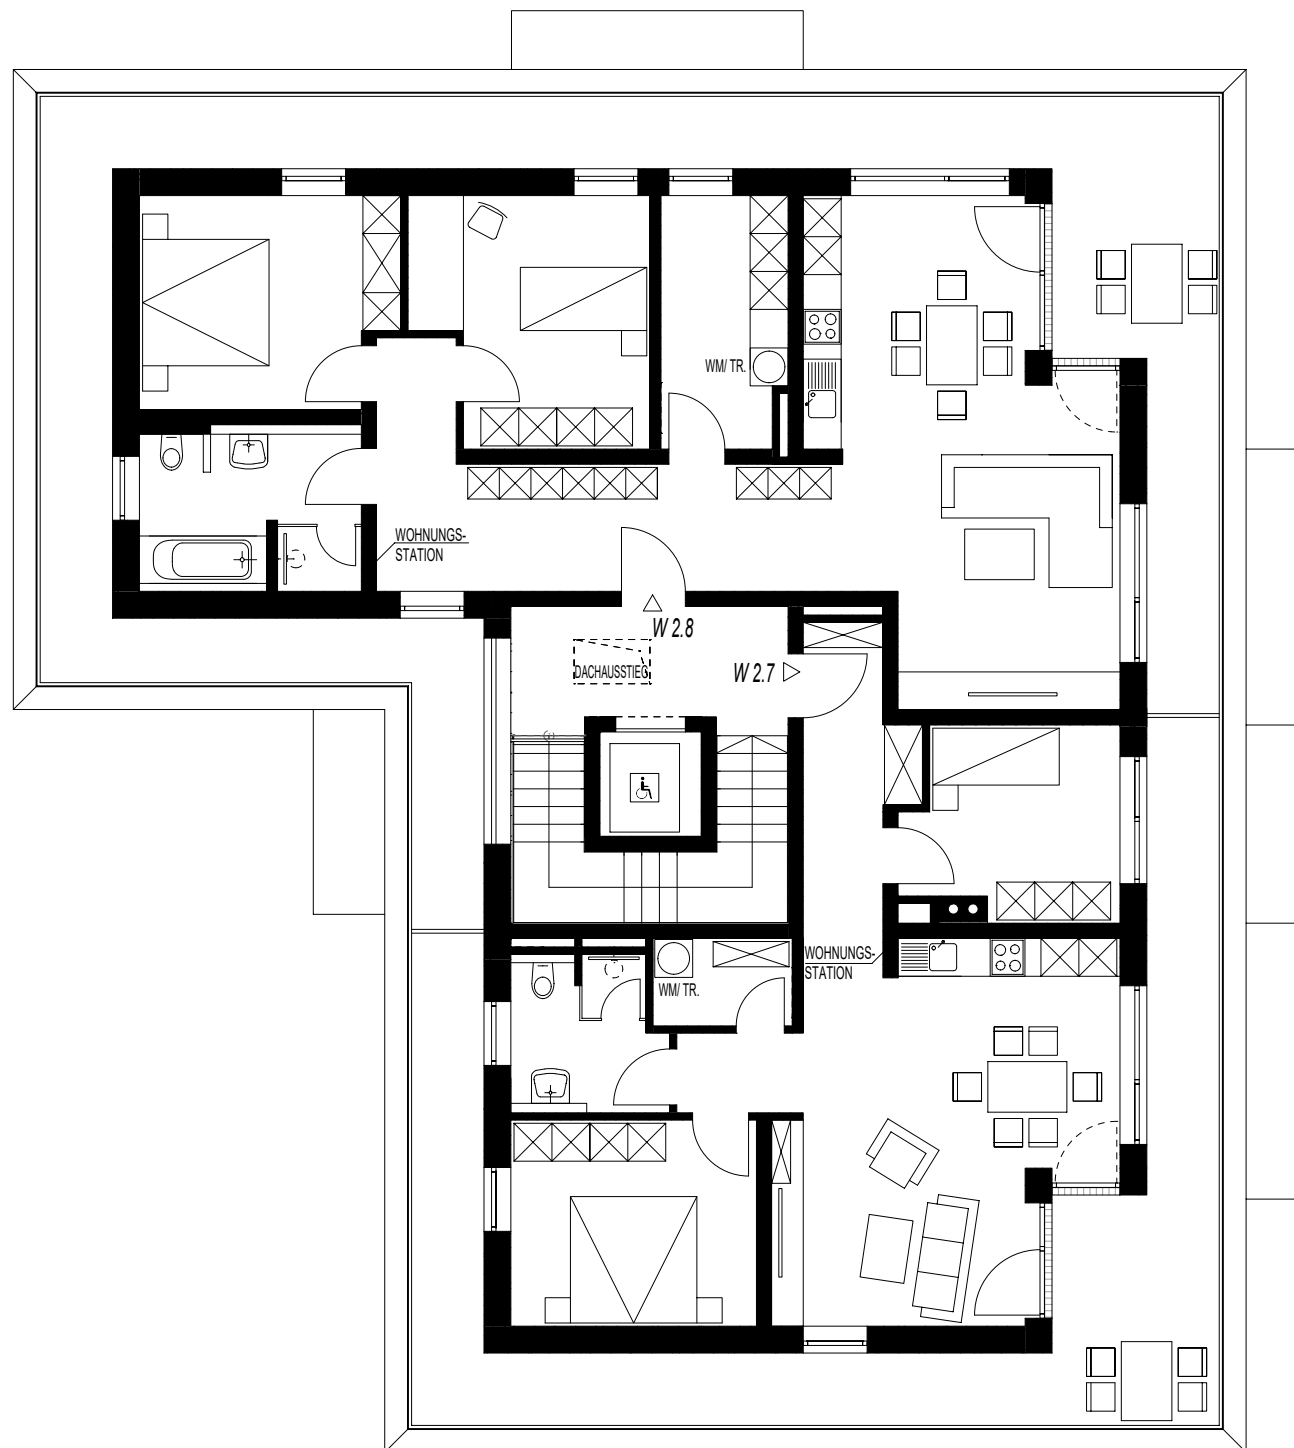 WM/ TR.
WOHNUNGS-
STATION
W 2.8
DACHAUSSTIEG
W 2.7
WOHNUNGS-
STATION
WM/ TR.